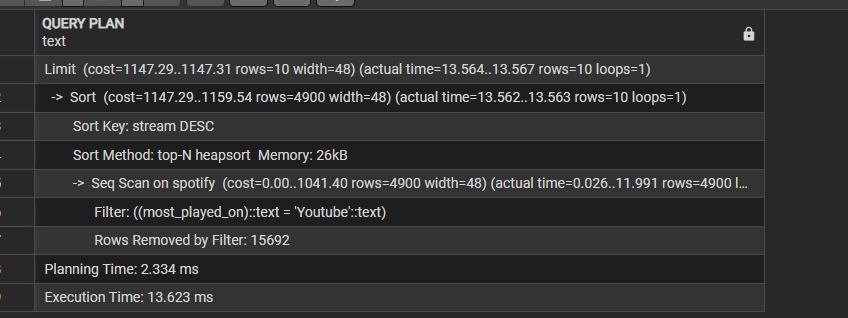 QUERY PLAN
text
Limit (cost=1147.29..1147.31 rows=10 width=48) (actual time=13.564..13.567 rows=10 loops=1)
-> Sort (cost=1147.29..1159.54 rows=4900 width=48) (actual time=13.562..13.563 rows=10 loops=1)
Sort Key: stream DESC
Sort Method: top-N heapsort Memory: 26kB
-> Seq Scan on spotify (cost=0.00..1041.40 rows=4900 width=48) (actual time=0.026..11.991 rows=4900 l...
Filter: ((most_played_on)::text = 'Youtube'::text)
Rows Removed by Filter: 15692
Planning Time: 2.334 ms
Execution Time: 13.623 ms